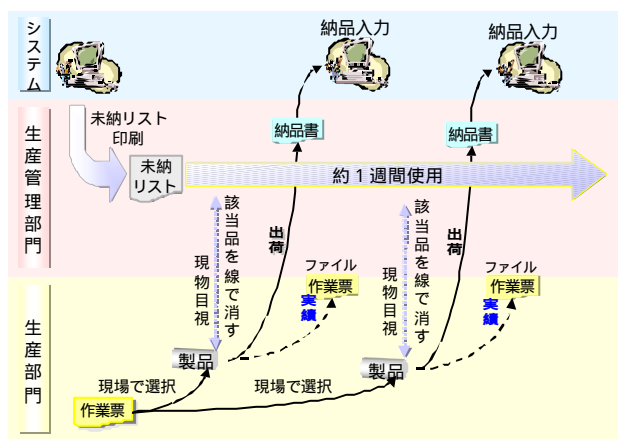 システム
納品入力
納品入力
生産管理部門
未納リスト
印刷
未納
リスト
納品書
納品書
約1週間使用
現物目視
該当品を線で消す
出荷
ファイル
作業票
実績
現物目視
該当品を線で消す
出荷
ファイル
作業票
実績
生産部門
製品
製品
現場で選択
現場で選択
作業票